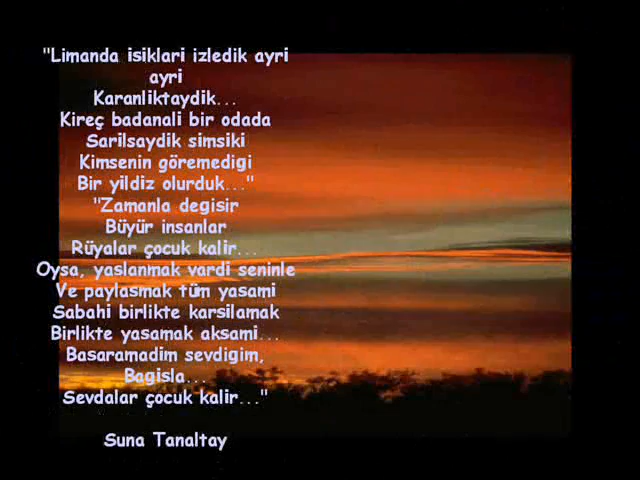 "Limanda isiklari izledik ayri
ayri
Karanliktaydik...
Kireç badanali bir odada
Sarilsaydik simsiki
Kimsenin göremedigi
Bir yildiz olurduk..."
"Zamanla degisir
Büyür insanlar
Rüyalar çocuk kalir...
Oysa, yaslanmak vardi seninle
Ve paylasmak tüm yasami
Sabahi birlikte karsilamak
Birlikte yasamak aksami...
Basaramadim sevdigim,
Bagisla...
Sevdalar çocuk kalir..."
Suna Tanaltay